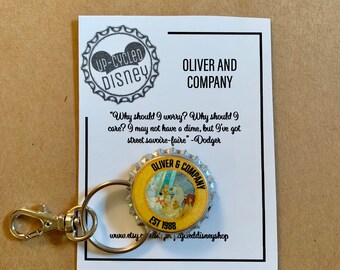 UP-CYCLED
DISNEY
OLIVER AND
COMPANY
"Why should I worry? Why should I
care? I may not have a dime, but I've got
street savoire-faire" -Dodger
OLIVER & COMPANY
EST 1988
www.etsy.c